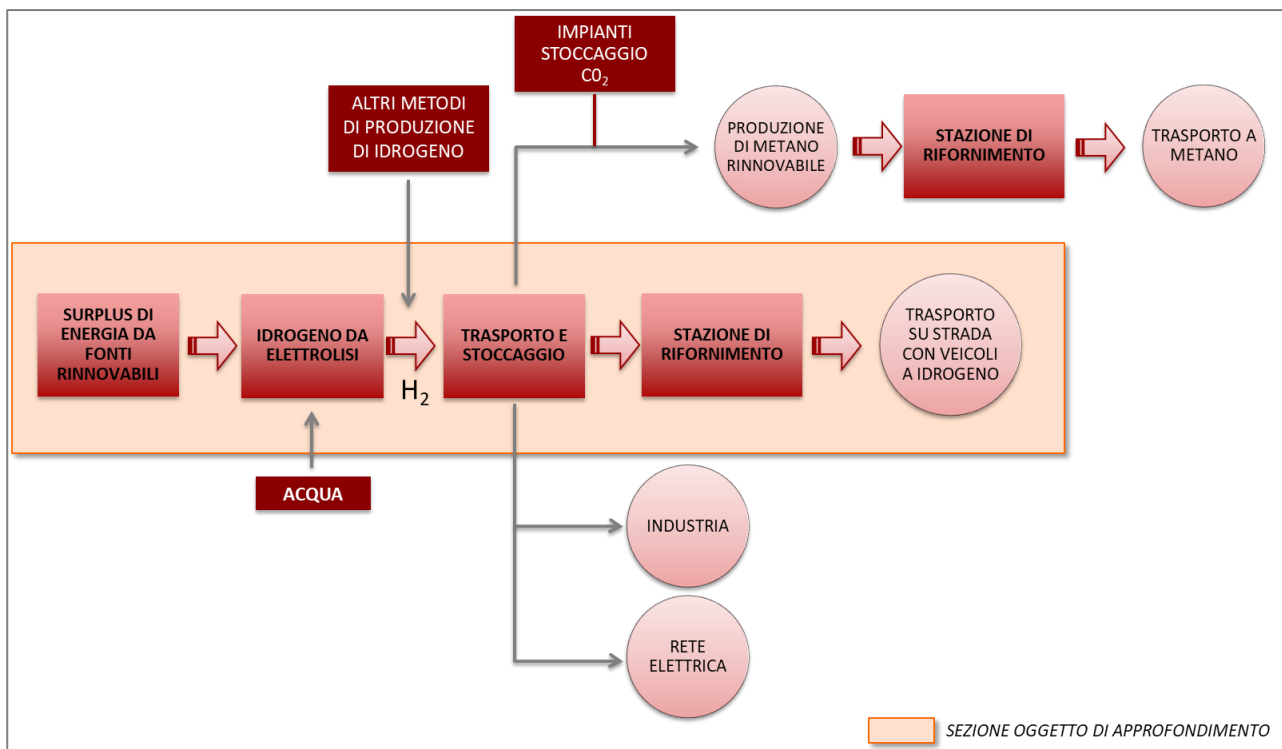 IMPIANTI
STOCCAGGIO
C0₂
ALTRI METODI
DI PRODUZIONE
DI IDROGENO
PRODUZIONE
DI METANO
RINNOVABILE
STAZIONE DI
RIFORNIMENTO
TRASPORTO A
METANO
SURPLUS DI
ENERGIA DA
FONTI
RINNOVABILI
IDROGENO DA
ELETTROLISI
H₂
TRASPORTO E
STOCCAGGIO
STAZIONE DI
RIFORNIMENTO
TRASPORTO
SU STRADA
CON VEICOLI
A IDROGENO
ACQUA
INDUSTRIA
RETE
ELETTRICA
SEZIONE OGGETTO DI APPROFONDIMENTO